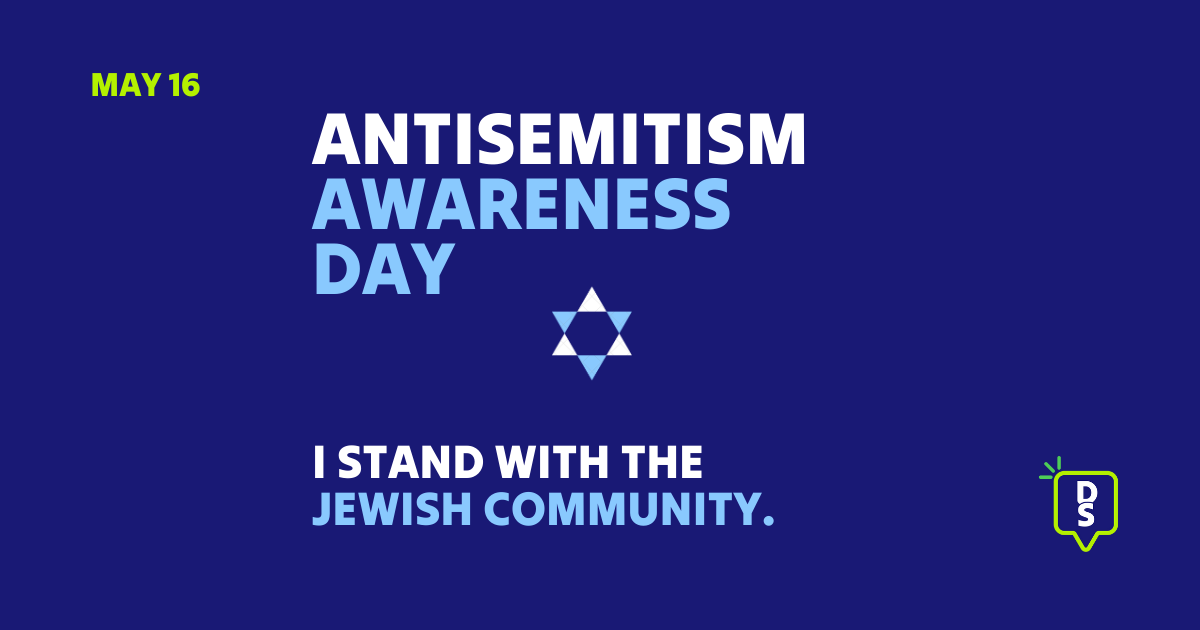 MAY 16
ANTISEMITISM
AWARENESS
DAY
I STAND WITH THE
JEWISH COMMUNITY.
D
S